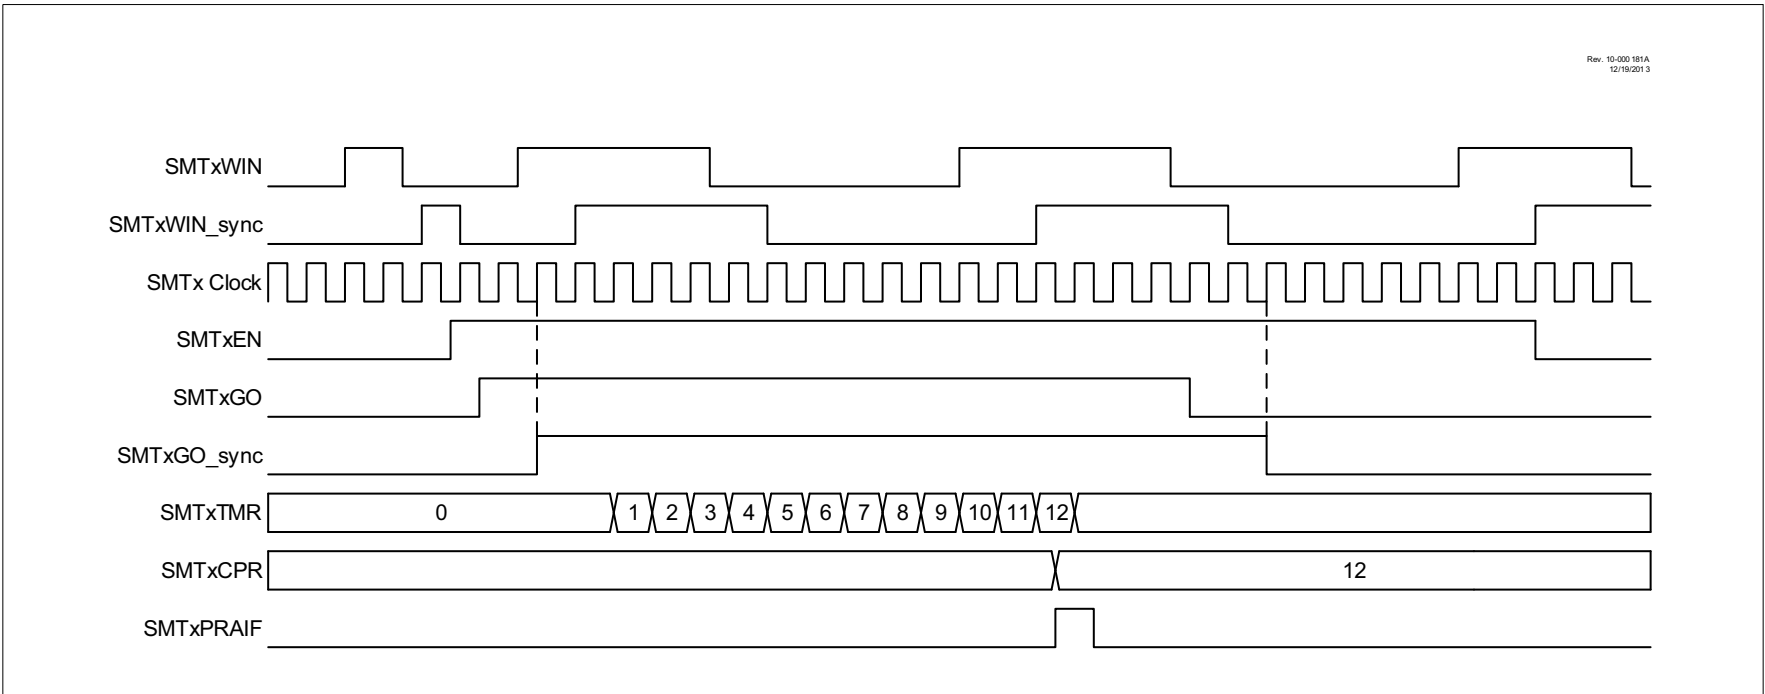 Rev. 10-000 181A
12/19/201 3
SMTxWIN
SMTxWIN_sync
SMTx Clock
SMTxEN
SMTxGO
SMTxGO_sync
SMTxTMR 0 1 2 3 4 5 6 7 8 9 10 11 12
SMTxCPR 12
SMTxPRAIF